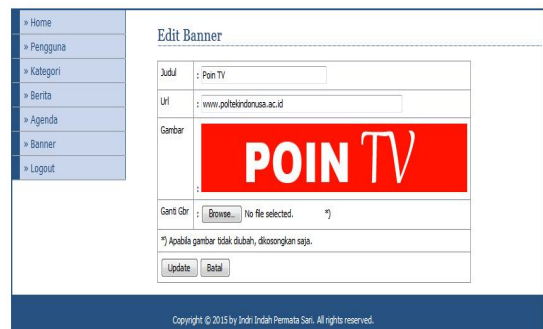 » Home
» Pengguna
» Kategori
» Berita
» Agenda
» Banner
» Logout
Edit Banner
Judul : Poin TV
Url : www.poltekindonusa.ac.id
Gambar : POIN TV
Ganti Gbr : Browse... No file selected. *)
*) Apabila gambar tidak diubah, dikosongkan saja.
Update Batal
Copyright © 2015 by Indri Indah Permata Sari. All rights reserved.